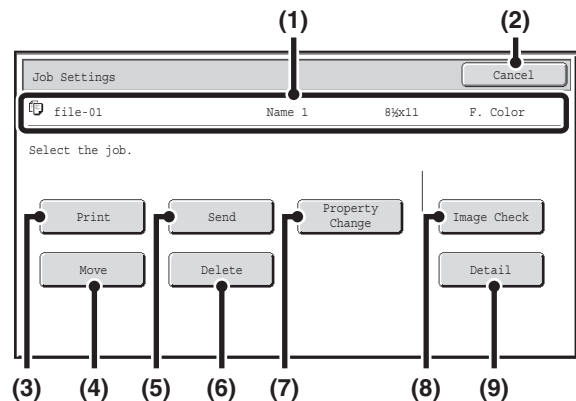 (1) (2)
Job Settings Cancel
file-01 Name 1 8½x11 F. Color
Select the job.
Print Send Property Change Image Check
Move Delete Detail
(3) (4) (5) (6) (7) (8) (9)